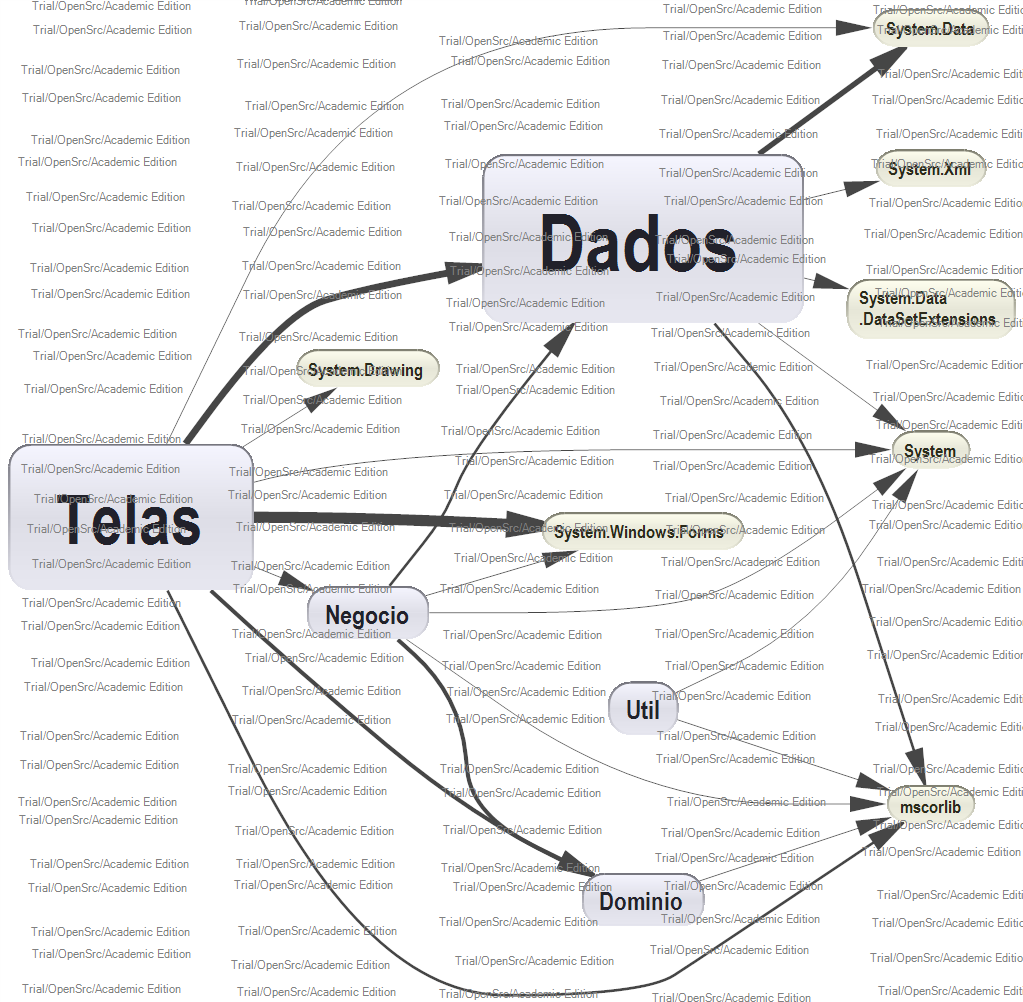 Trial/OpenSrc/Academic Edition
System.Data
System.Xml
Dados
System.Data
.DataSetExtensions
System.Drawing
System
Telas
System.Windows.Forms
Negocio
Util
mscorlib
Dominio